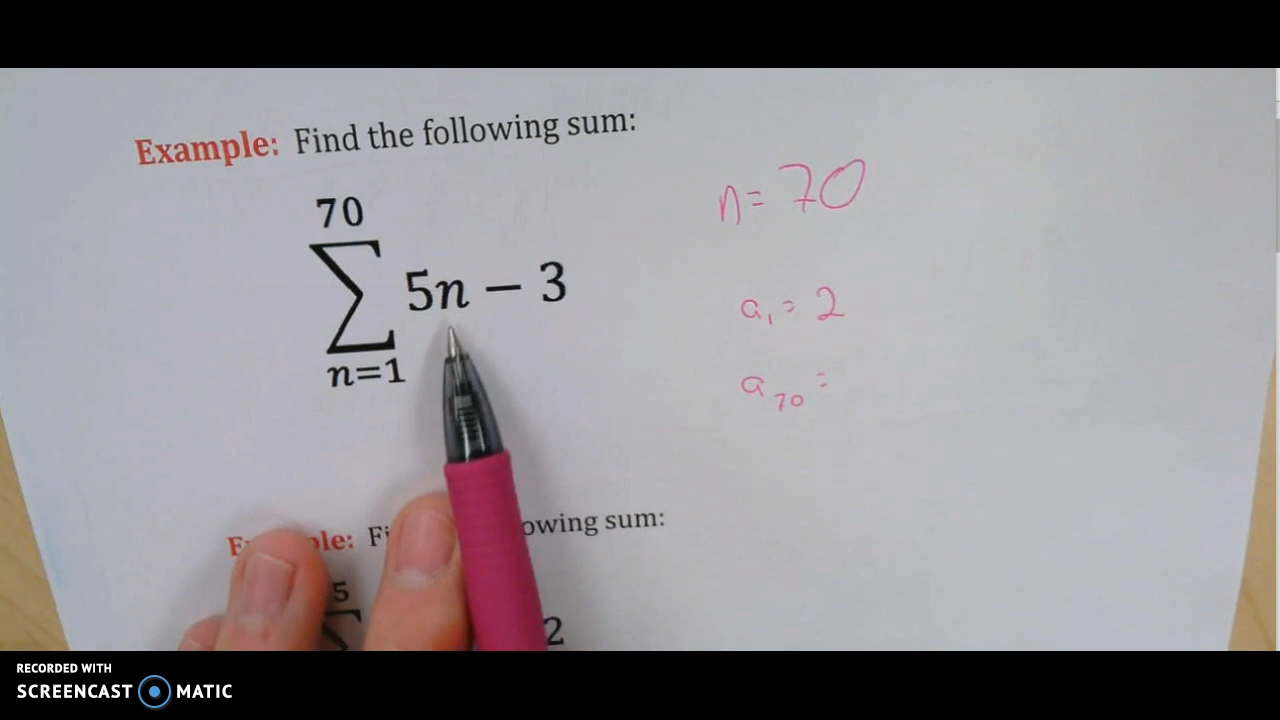 Example: Find the following sum:
70
∑ 5n − 3
n=1
n = 70
a₁ = 2
a₇₀ =
sum:
5
∑
2
RECORDED WITH
SCREENCAST MATIC